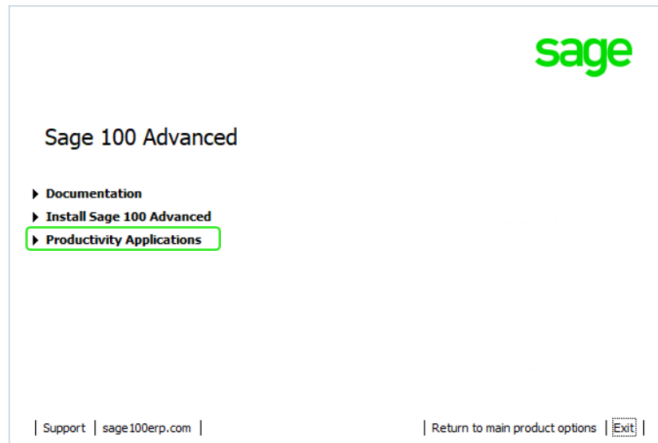 sage
Sage 100 Advanced
Documentation
Install Sage 100 Advanced
Productivity Applications
Support | sage100erp.com | Return to main product options | Exit |